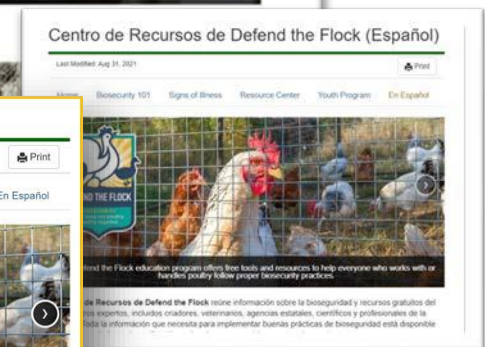 Centro de Recursos de Defend the Flock (Español)
Last Modified: Aug 31, 2021
Print
Home Biosecurity 101 Signs of Illness Resource Center Youth Program En Español
Print
En Español
THE FLOCK
the Flock education program offers free tools and resources to help everyone who works with or
handles poultry follow proper biosecurity practices.
de Recursos de Defend the Flock reúne información sobre la bioseguridad y recursos gratuitos del
expertos, incluidos criadores, veterinarios, agencias estatales, científicos y profesionales de la
la información que necesita para implementar buenas prácticas de bioseguridad está disponible